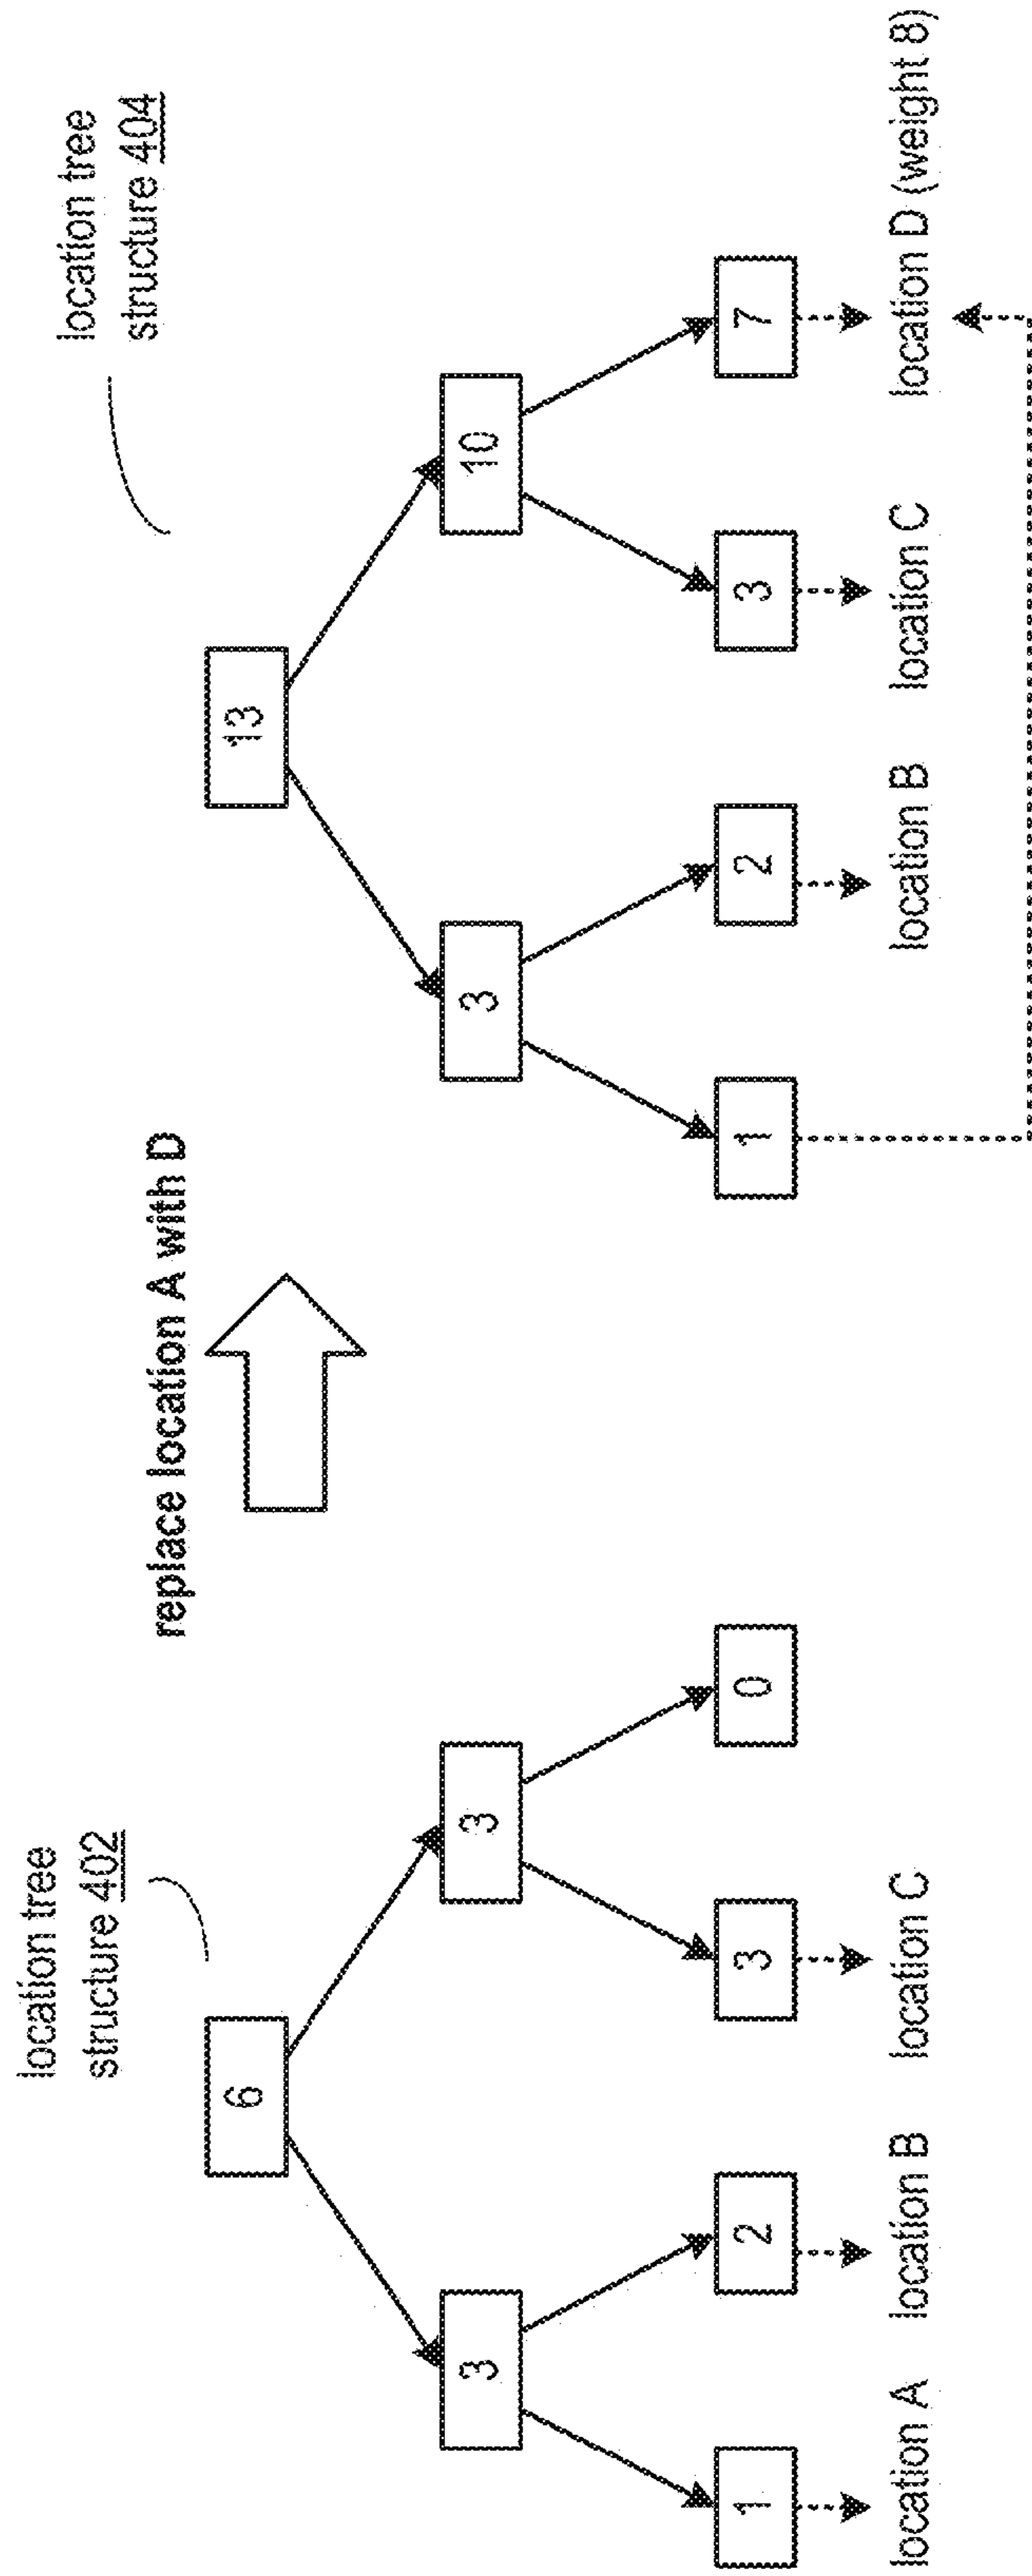 location tree
structure 402
6
3
3
1
2
3
0
location A
location B
location C
replace location A with D
location tree
structure 404
13
3
10
1
2
3
7
location B
location C
location D (weight 8)